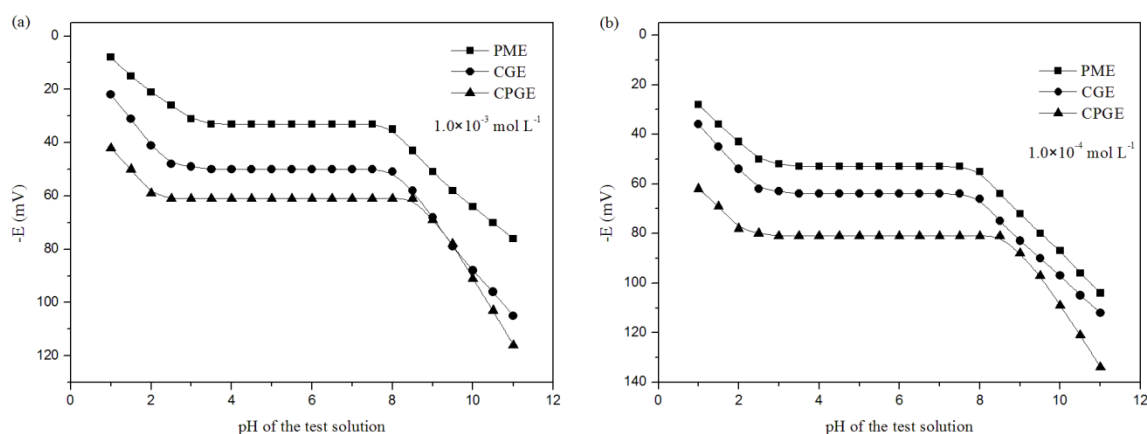 (a)
0
20
40
60
80
100
120
-E (mV)
PME
CGE
CPGE
1.0×10⁻³ mol L⁻¹
0 2 4 6 8 10 12
pH of the test solution
(b)
0
20
40
60
80
100
120
140
-E (mV)
PME
CGE
CPGE
1.0×10⁻⁴ mol L⁻¹
0 2 4 6 8 10 12
pH of the test solution